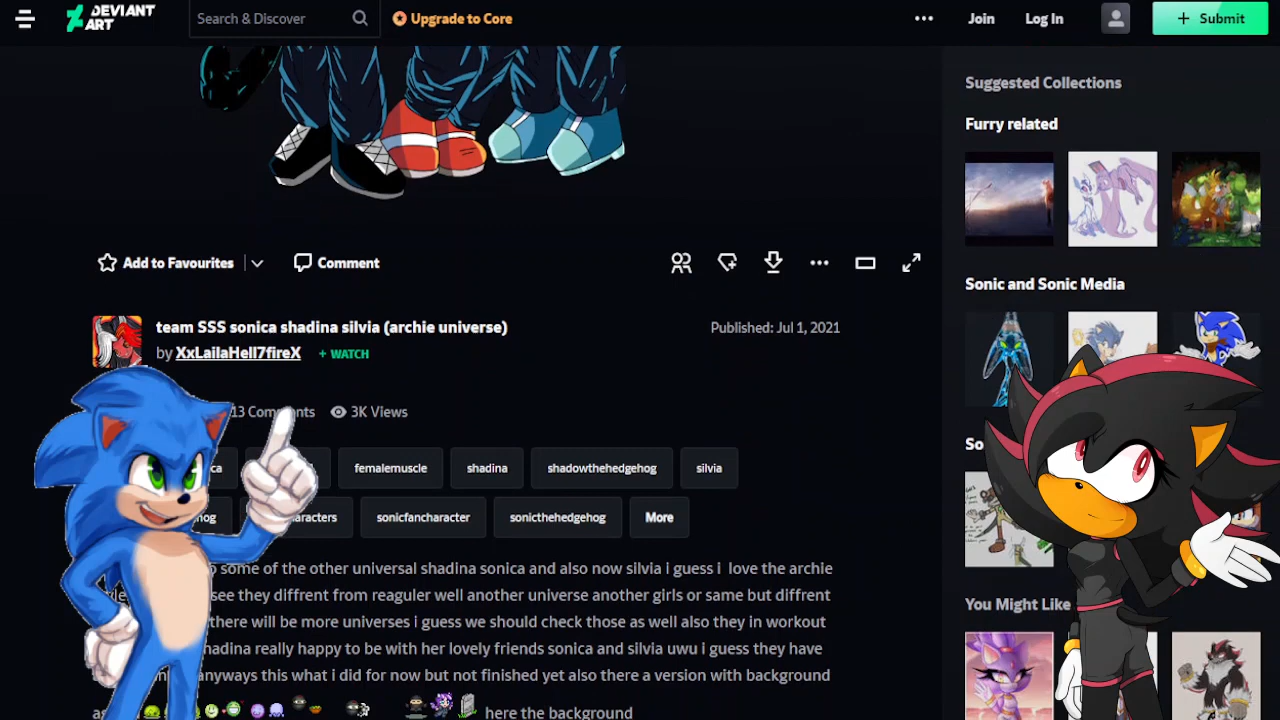 DEVIANT
ART
Search & Discover
Upgrade to Core
Join
Log In
Submit
Suggested Collections
Furry related
Add to Favourites
Comment
Sonic and Sonic Media
team SSS sonica shadina silvia (archie universe)
Published: Jul 1, 2021
by XxLailaHell7fireX
+ WATCH
13 Comments
3K Views
So
femalemuscle
shadina
shadowthehedgehog
silvia
sonicfancharacter
sonicthehedgehog
More
some of the other universal shadina sonica and also now silvia i guess i love the archie
see they diffrent from reaguler well another universe another girls or same but diffrent
there will be more universes i guess we should check those as well also they in workout
really happy to be with her lovely friends sonica and silvia uwu i guess they have
anyways this what i did for now but not finished yet also there a version with background
here the background
You Might Like